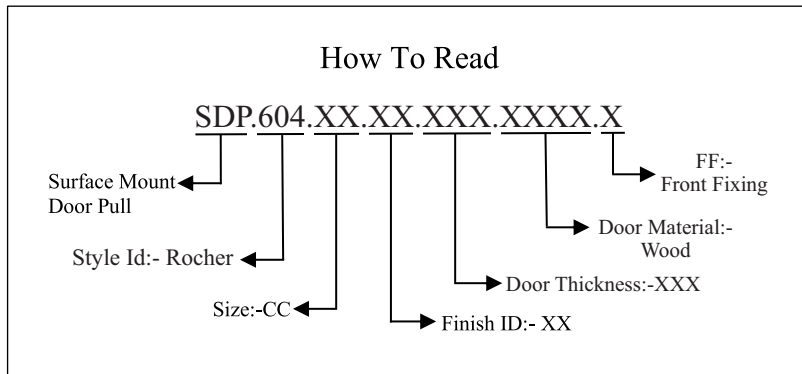 How To Read
SDP.604.XX.XX.XXX.XXXX.X
FF:-
Front Fixing
Surface Mount
Door Pull
Door Material:-
Wood
Style Id:- Rocher
Door Thickness:-XXX
Size:-CC
Finish ID:- XX